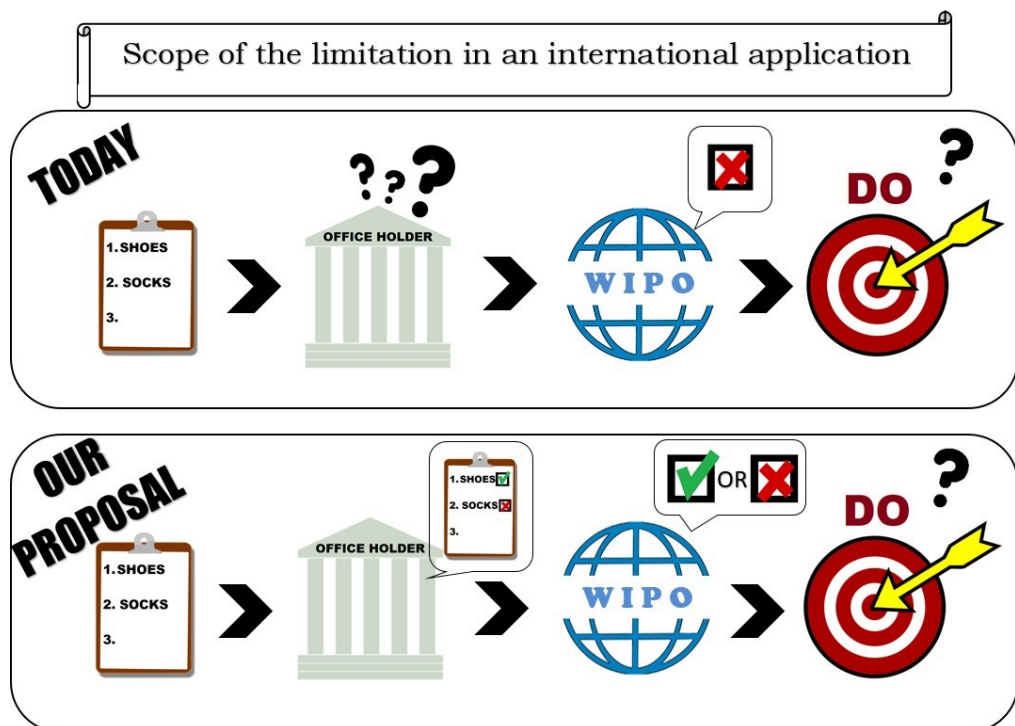 Scope of the limitation in an international application
TODAY
1. SHOES
2. SOCKS
3.
? ? ?
OFFICE HOLDER
WIPO
?
DO
OUR
PROPOSAL
1. SHOES
2. SOCKS
3.
OFFICE HOLDER
1. SHOES
2. SOCKS
3.
OR
WIPO
?
DO